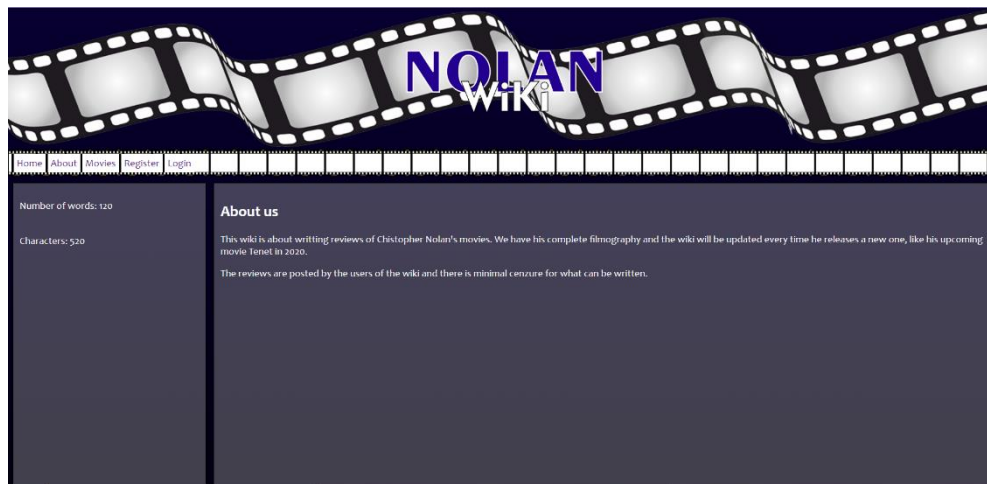 NOLAN
WiKi
Home About Movies Register Login
Number of words: 120
Characters: 520
About us
This wiki is about writting reviews of Chistopher Nolan's movies. We have his complete filmography and the wiki will be updated every time he releases a new one, like his upcoming
movie Tenet in 2020.
The reviews are posted by the users of the wiki and there is minimal cenzure for what can be written.